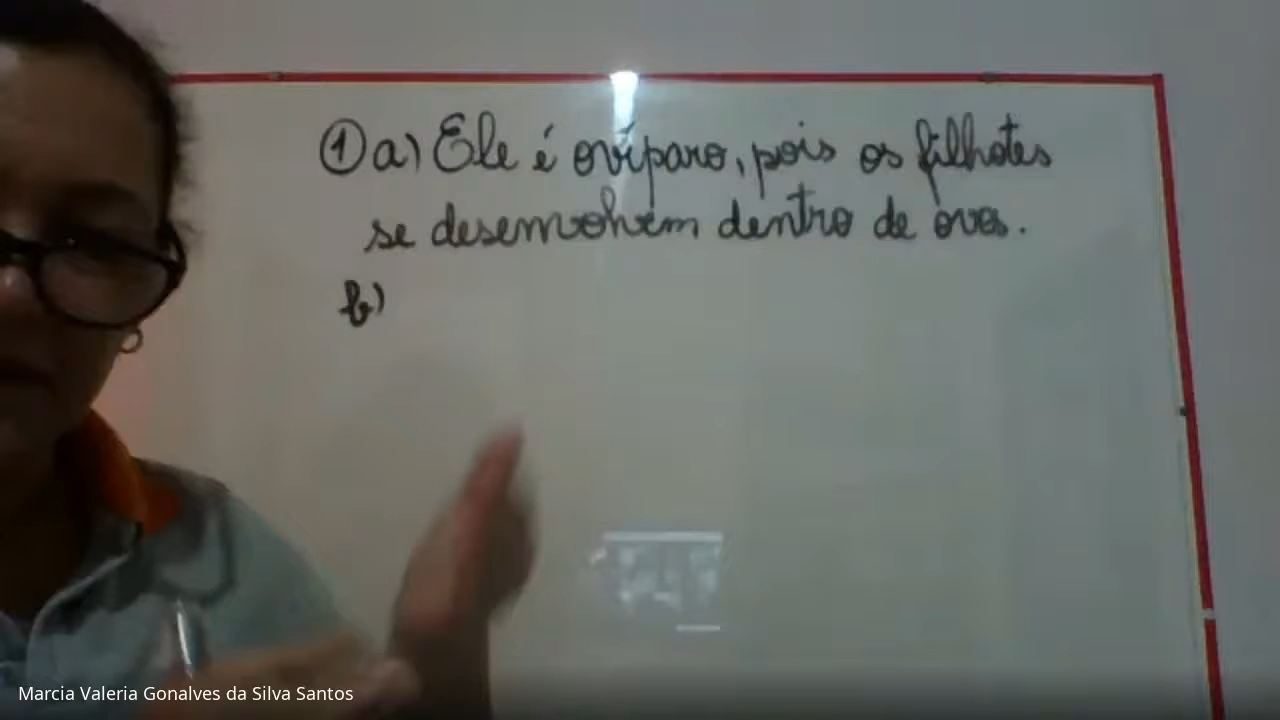 ① a) Ele é ovíparo, pois os filhotes
se desenvolvem dentro de ovos.
b)
Marcia Valeria Gonalves da Silva Santos